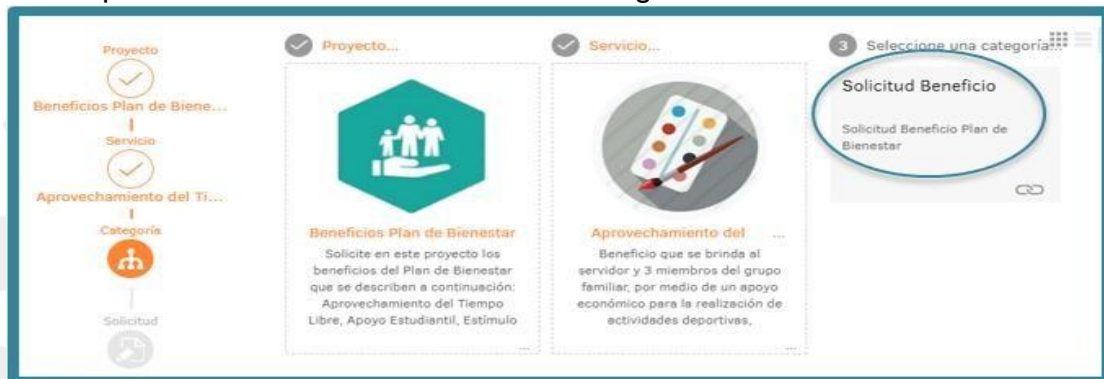 Proyecto
Beneficios Plan de Biene...
Servicio
Aprovechamiento del Ti...
Categoría
Solicitud
Proyecto...
Beneficios Plan de Bienestar
Solicite en este proyecto los
beneficios del Plan de Bienestar
que se describen a continuación:
Aprovechamiento del Tiempo
Libre, Apoyo Estudiantil, Estímulo
...
Servicio...
Aprovechamiento del ...
Beneficio que se brinda al
servidor y 3 miembros del grupo
familiar, por medio de un apoyo
económico para la realización de
actividades deportivas,
...
3 Seleccione una categoría...
Solicitud Beneficio
Solicitud Beneficio Plan de
Bienestar